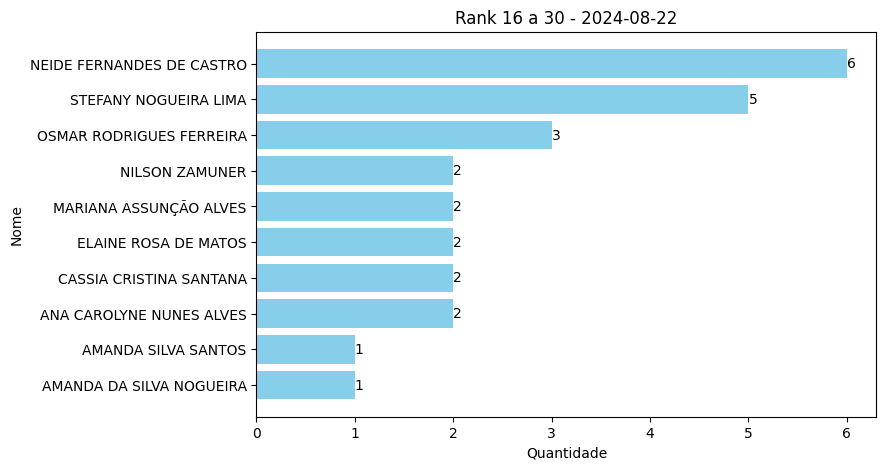 Rank 16 a 30 - 2024-08-22
Nome
NEIDE FERNANDES DE CASTRO 6
STEFANY NOGUEIRA LIMA 5
OSMAR RODRIGUES FERREIRA 3
NILSON ZAMUNER 2
MARIANA ASSUNÇÃO ALVES 2
ELAINE ROSA DE MATOS 2
CASSIA CRISTINA SANTANA 2
ANA CAROLYNE NUNES ALVES 2
AMANDA SILVA SANTOS 1
AMANDA DA SILVA NOGUEIRA 1
0 1 2 3 4 5 6
Quantidade